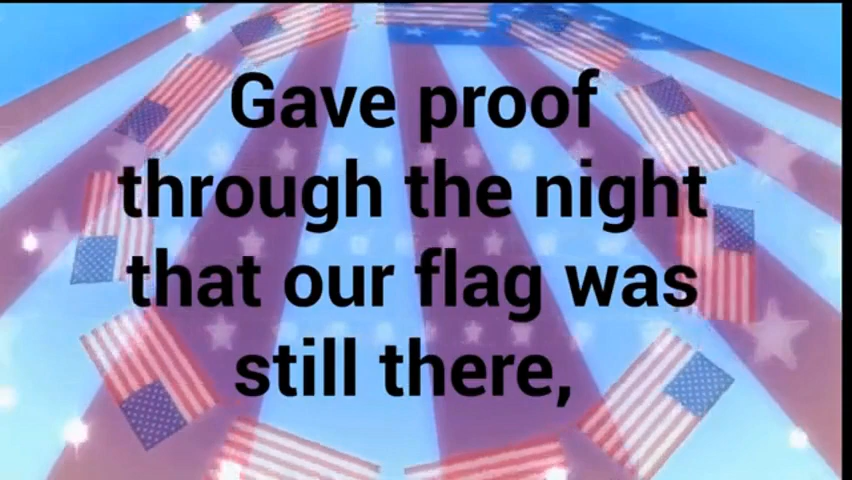 Gave proof
through the night
that our flag was
still there,